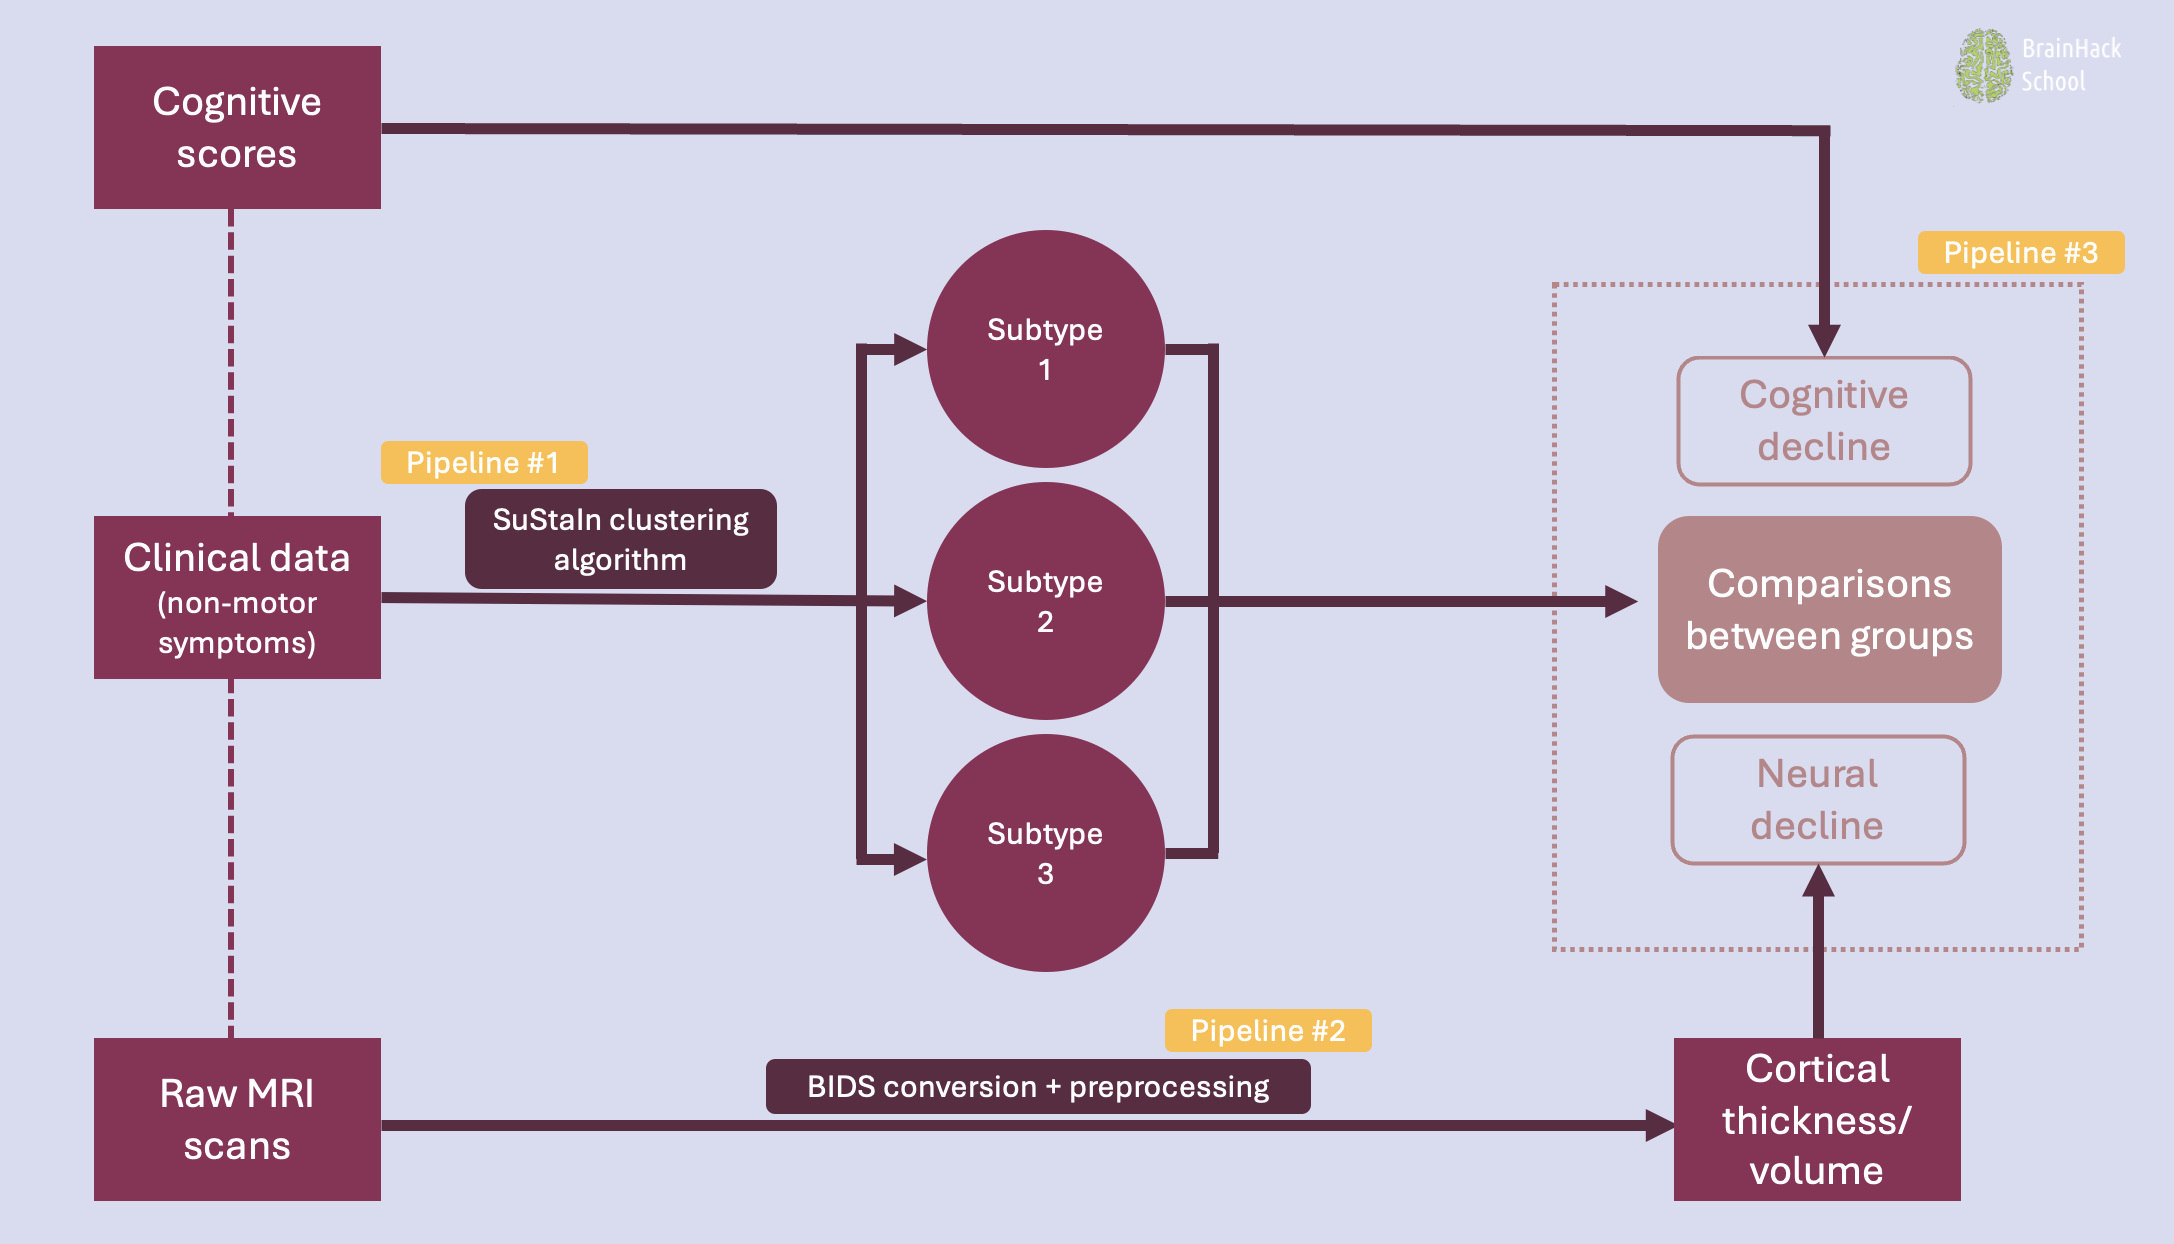 Cognitive
scores
BrainHack
School
Pipeline #3
Subtype
1
Cognitive
decline
Pipeline #1
SuStaIn clustering
algorithm
Clinical data
(non-motor
symptoms)
Subtype
2
Comparisons
between groups
Subtype
3
Neural
decline
Pipeline #2
BIDS conversion + preprocessing
Raw MRI
scans
Cortical
thickness/
volume